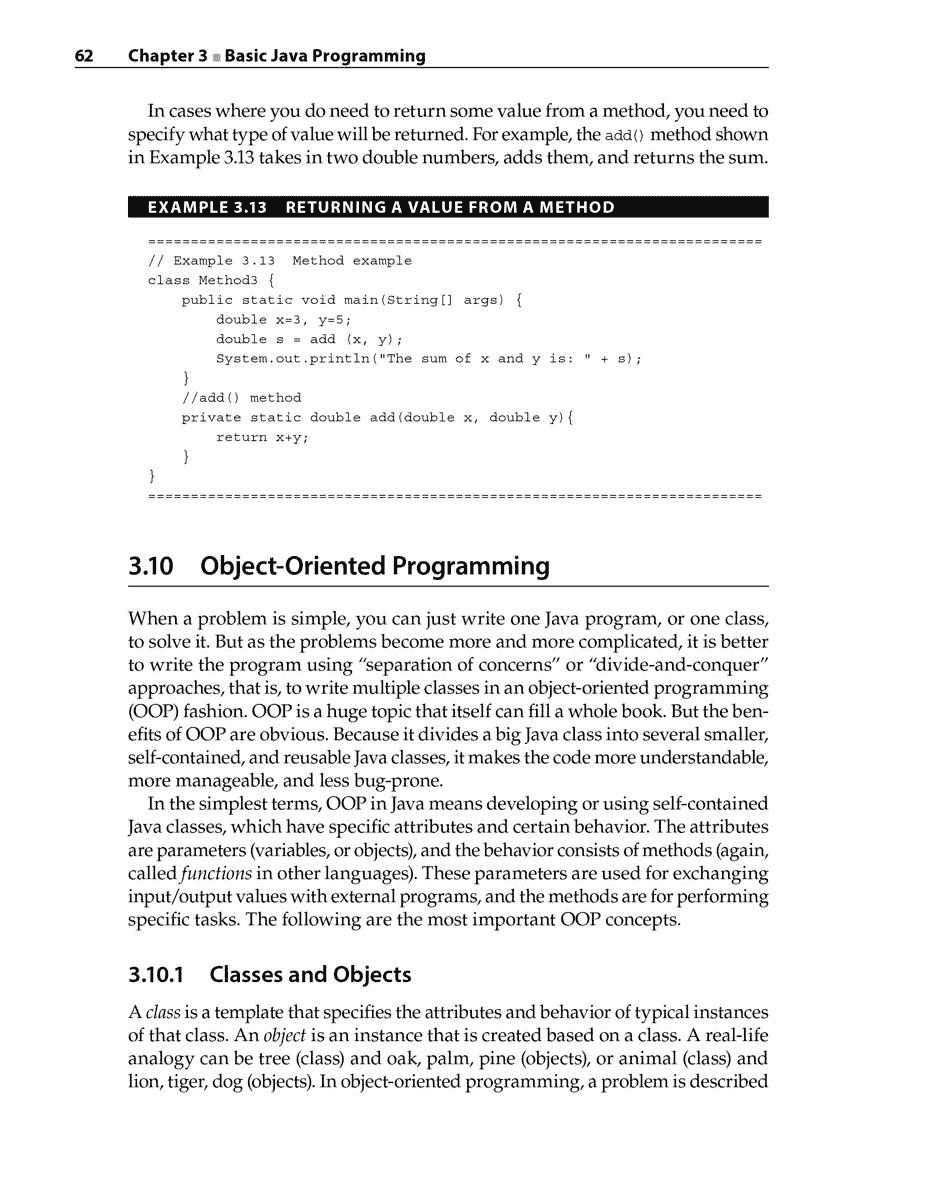 62 Chapter 3 ■ Basic Java Programming
In cases where you do need to return some value from a method, you need to
specify what type of value will be returned. For example, the add() method shown
in Example 3.13 takes in two double numbers, adds them, and returns the sum.
EXAMPLE 3.13 RETURNING A VALUE FROM A METHOD
========================================================================
// Example 3.13  Method example
class Method3 {
    public static void main(String[] args) {
        double x=3, y=5;
        double s = add (x, y);
        System.out.println("The sum of x and y is: " + s);
    }
    //add() method
    private static double add(double x, double y){
        return x+y;
    }
}
========================================================================
3.10 Object-Oriented Programming
When a problem is simple, you can just write one Java program, or one class,
to solve it. But as the problems become more and more complicated, it is better
to write the program using “separation of concerns” or “divide-and-conquer”
approaches, that is, to write multiple classes in an object-oriented programming
(OOP) fashion. OOP is a huge topic that itself can fill a whole book. But the ben-
efits of OOP are obvious. Because it divides a big Java class into several smaller,
self-contained, and reusable Java classes, it makes the code more understandable,
more manageable, and less bug-prone.
In the simplest terms, OOP in Java means developing or using self-contained
Java classes, which have specific attributes and certain behavior. The attributes
are parameters (variables, or objects), and the behavior consists of methods (again,
called functions in other languages). These parameters are used for exchanging
input/output values with external programs, and the methods are for performing
specific tasks. The following are the most important OOP concepts.
3.10.1 Classes and Objects
A class is a template that specifies the attributes and behavior of typical instances
of that class. An object is an instance that is created based on a class. A real-life
analogy can be tree (class) and oak, palm, pine (objects), or animal (class) and
lion, tiger, dog (objects). In object-oriented programming, a problem is described